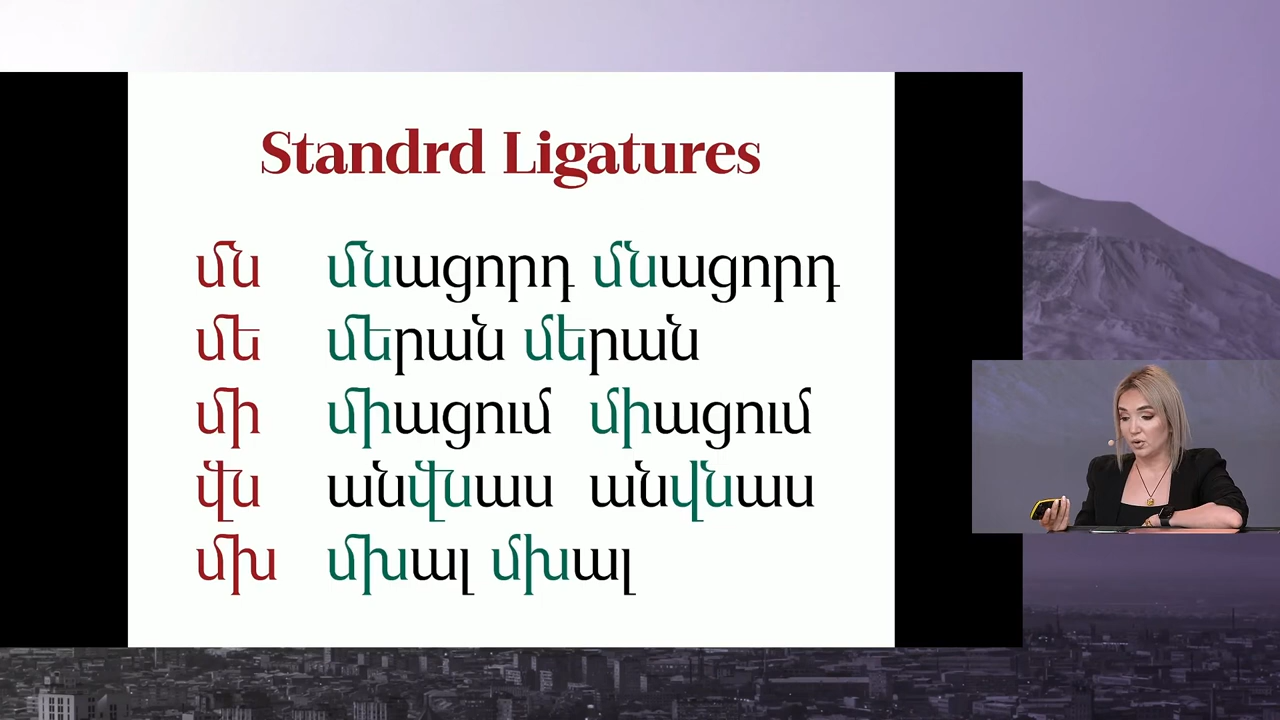 Standrd Ligatures
մն մնացորդ մնացորդ
մե մերան մերան
մի միացում միացում
վն անվնաս անվնաս
մխ մխալ մխալ